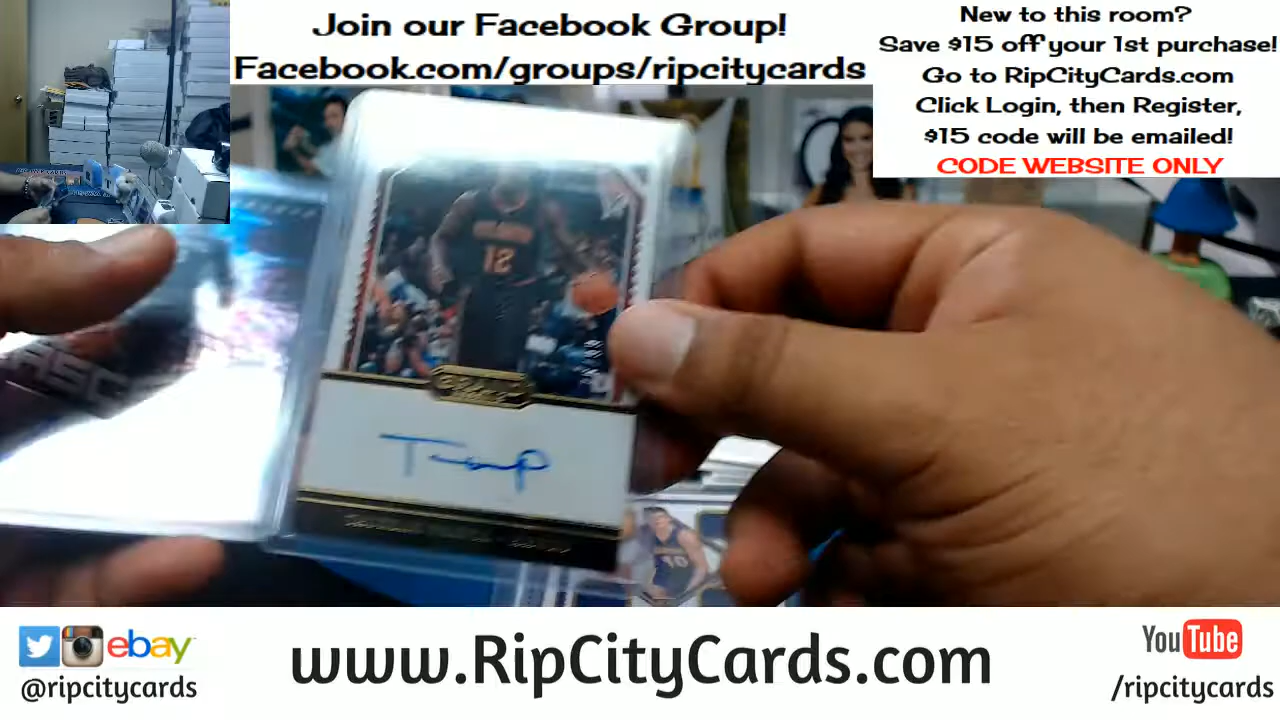 Join our Facebook Group!
Facebook.com/groups/ripcitycards
New to this room?
Save $15 off your 1st purchase!
Go to RipCityCards.com
Click Login, then Register,
$15 code will be emailed!
CODE WEBSITE ONLY
12
10
ebay
@ripcitycards
www.RipCityCards.com
YouTube
/ripcitycards